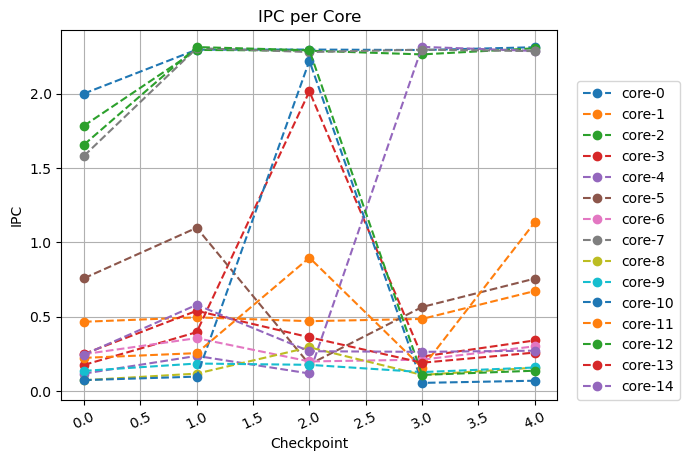 IPC per Core
IPC
2.0
1.5
1.0
0.5
0.0
0.0
0.5
1.0
1.5
2.0
2.5
3.0
3.5
4.0
Checkpoint
core-0
core-1
core-2
core-3
core-4
core-5
core-6
core-7
core-8
core-9
core-10
core-11
core-12
core-13
core-14